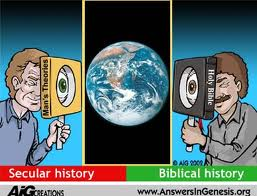 Man's Theories
Holy Bible
© AiG 2009
Secular history
Biblical history
AiG CREATIONS
www.AnswersInGenesis.org